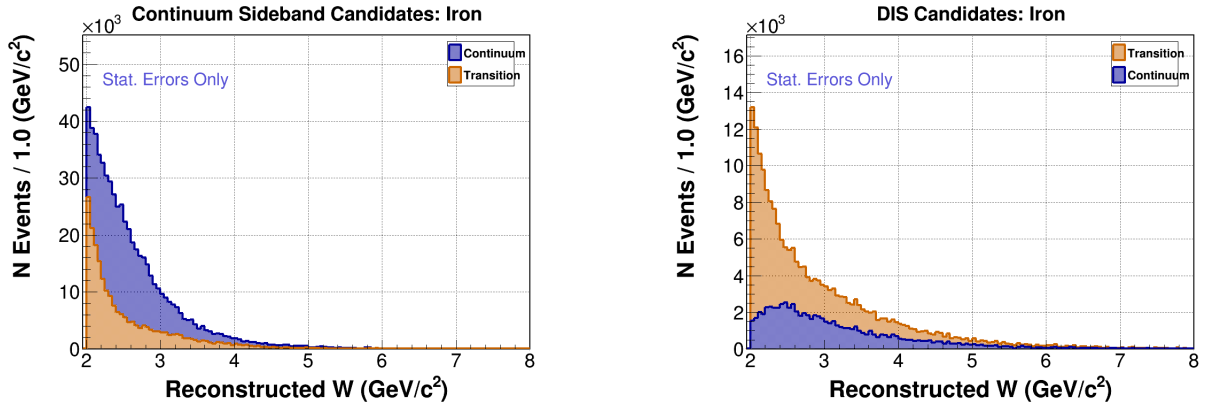 Continuum Sideband Candidates: Iron
×10³
N Events / 1.0 (GeV/c²)
50
40
30
20
10
0
Stat. Errors Only
Continuum
Transition
2 3 4 5 6 7 8
Reconstructed W (GeV/c²)
DIS Candidates: Iron
×10³
N Events / 1.0 (GeV/c²)
16
14
12
10
8
6
4
2
0
Stat. Errors Only
Transition
Continuum
2 3 4 5 6 7 8
Reconstructed W (GeV/c²)